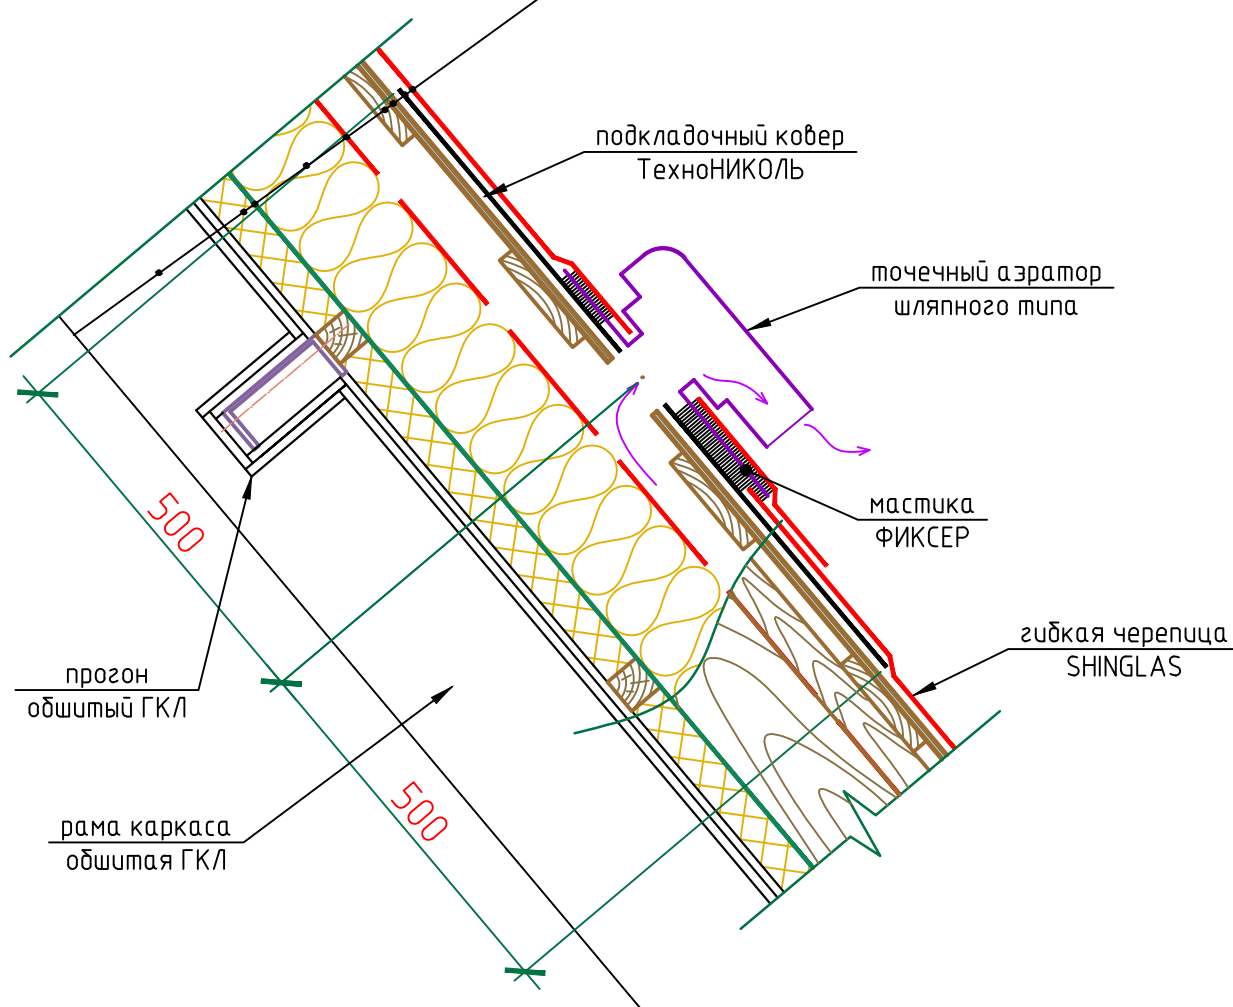 подкладочный ковер
ТехноНИКОЛЬ
точечный аэратор
шляпного типа
мастика
ФИКСЕР
гибкая черепица
SHINGLAS
500
прогон
обшитый ГКЛ
500
рама каркаса
обшитая ГКЛ